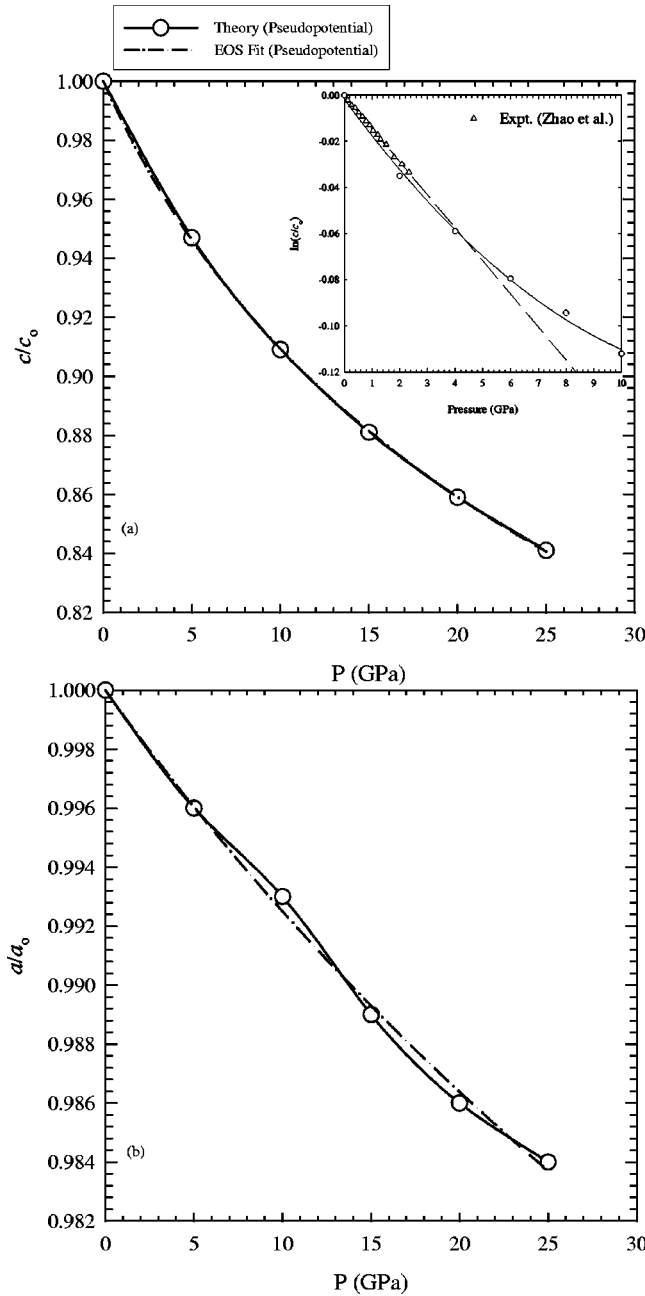 Theory (Pseudopotential)
EOS Fit (Pseudopotential)
1.00
0.98
0.96
0.94
0.92
0.90
0.88
0.86
0.84
0.82
c/c₀
(a)
0 5 10 15 20 25 30
P (GPa)
0.00
-0.02
-0.04
-0.06
-0.08
-0.10
-0.12
ln(c/c₀)
Expt. (Zhao et al.)
0 1 2 3 4 5 6 7 8 9 10
Pressure (GPa)
1.000
0.998
0.996
0.994
0.992
0.990
0.988
0.986
0.984
0.982
a/a₀
(b)
0 5 10 15 20 25 30
P (GPa)